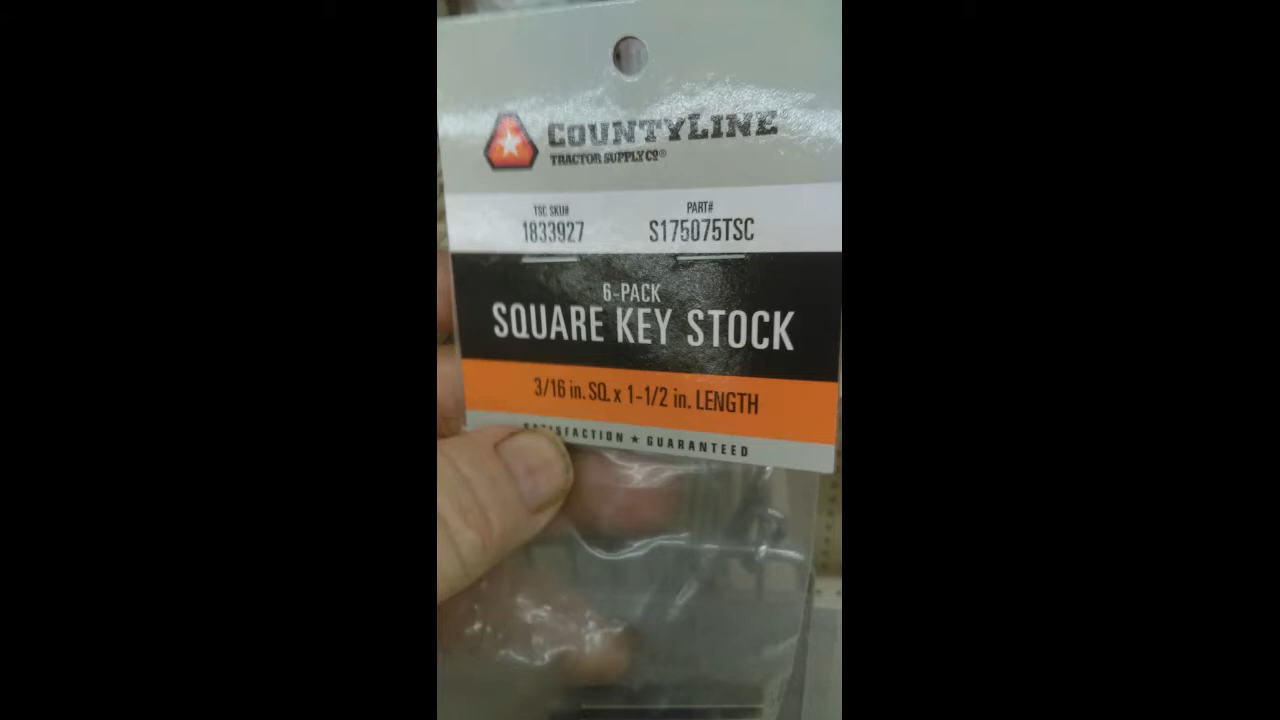 COUNTYLINE
TRACTOR SUPPLY CO®
TSC SKU# PART#
1833927 S175075TSC
6-PACK
SQUARE KEY STOCK
3/16 in. SQ. x 1-1/2 in. LENGTH
SATISFACTION ★ GUARANTEED